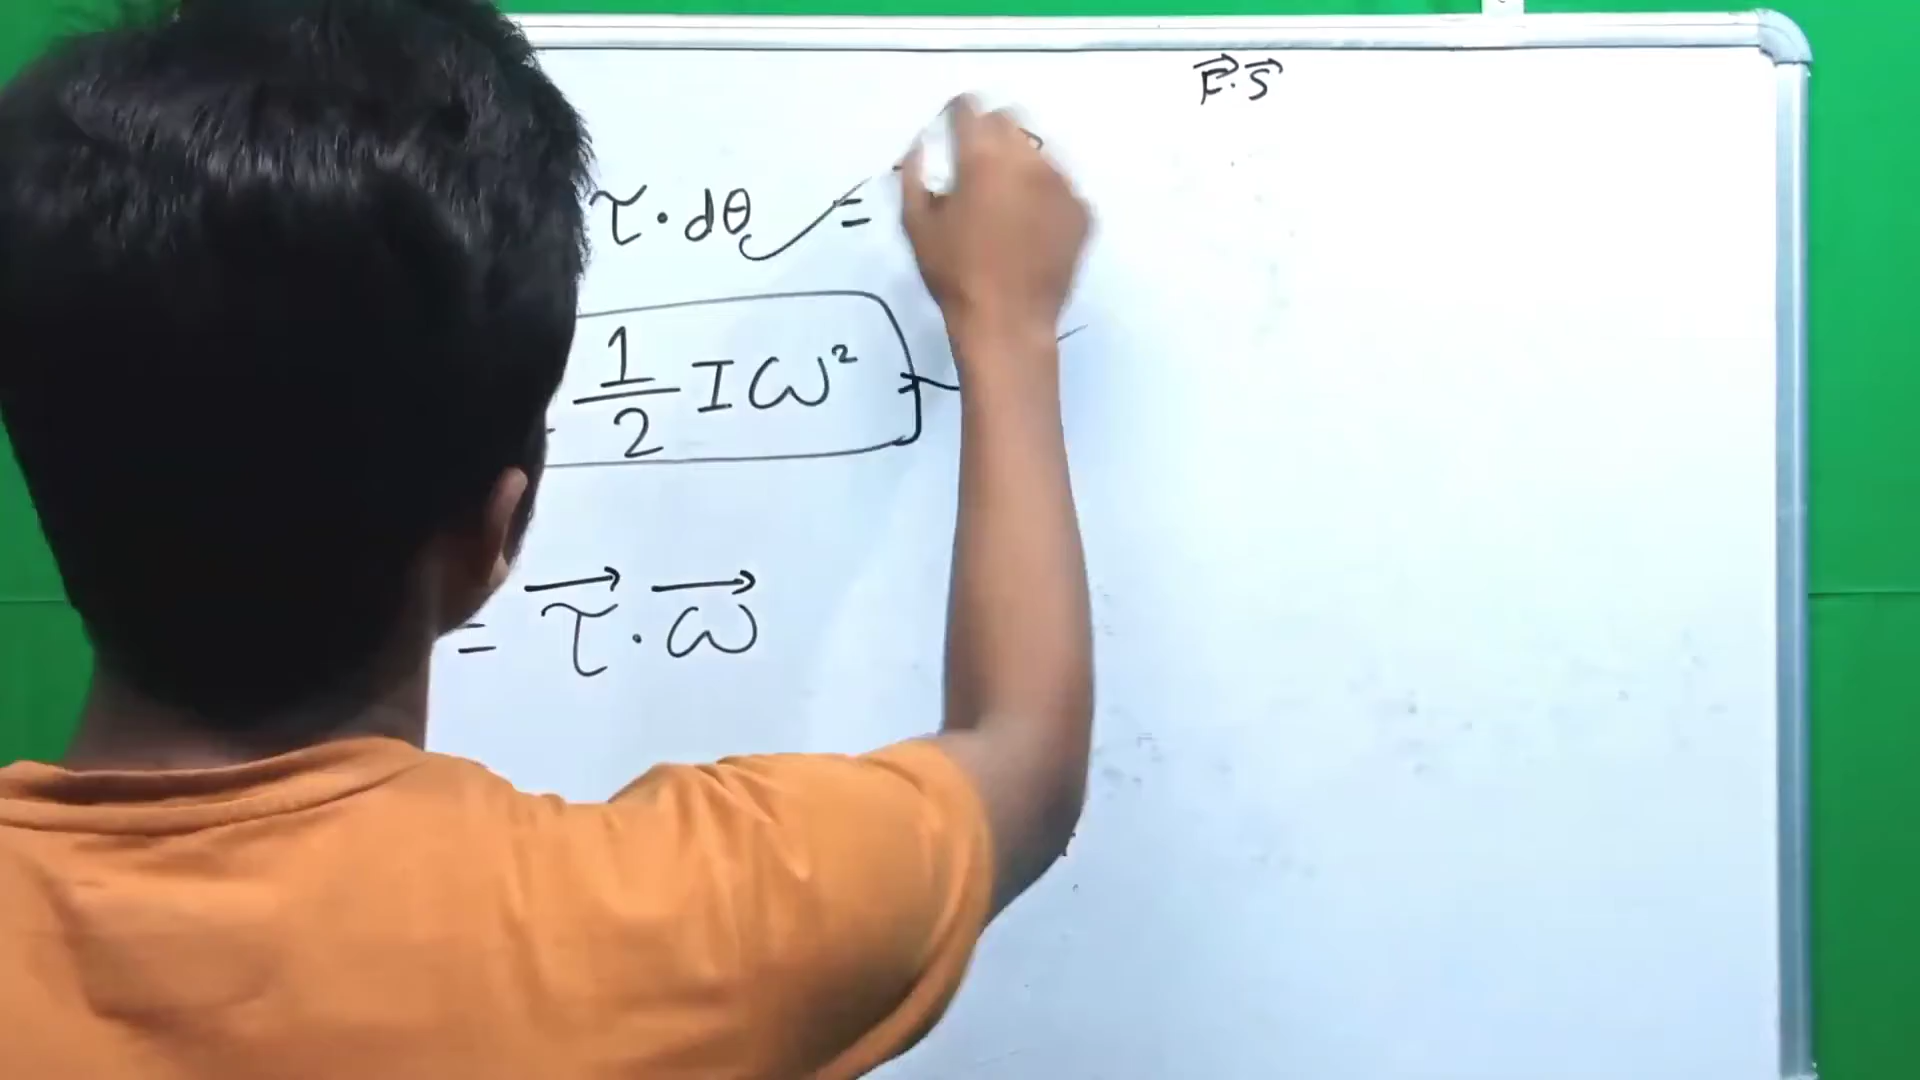 F⃗·S⃗
τ·dθ =
1/2 Iω²
= τ⃗·ω⃗